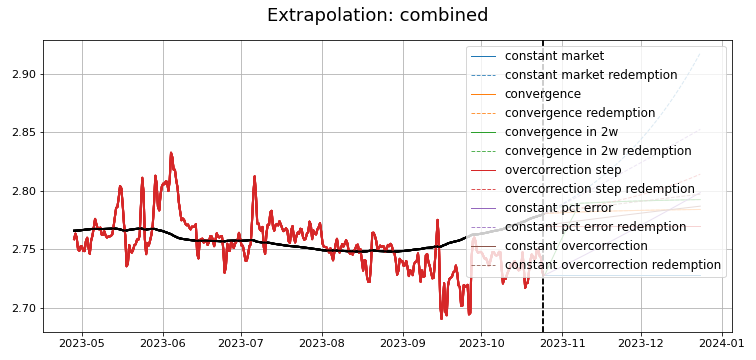 Extrapolation: combined
2.90
2.85
2.80
2.75
2.70
constant market
constant market redemption
convergence
convergence redemption
convergence in 2w
convergence in 2w redemption
overcorrection step
overcorrection step redemption
constant pct error
constant pct error redemption
constant overcorrection
constant overcorrection redemption
2023-05 2023-06 2023-07 2023-08 2023-09 2023-10 2023-11 2023-12 2024-01